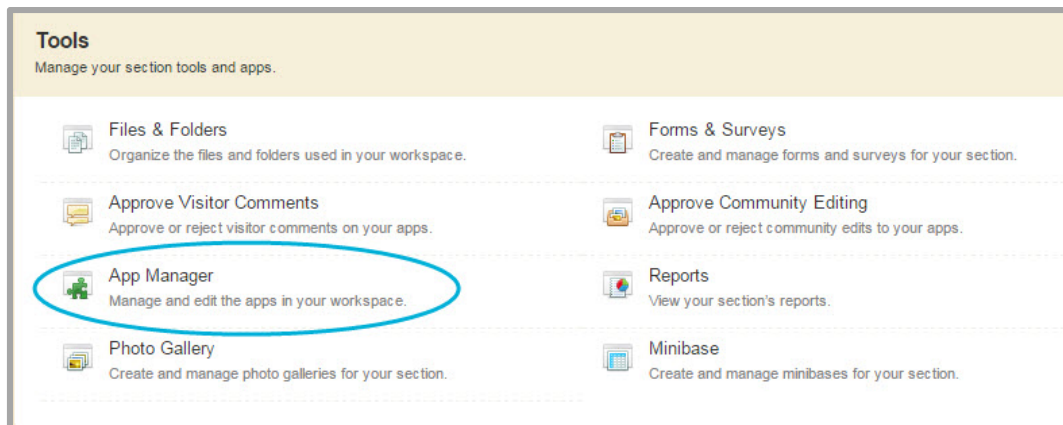 Tools
Manage your section tools and apps.
Files & Folders
Organize the files and folders used in your workspace.
Forms & Surveys
Create and manage forms and surveys for your section.
Approve Visitor Comments
Approve or reject visitor comments on your apps.
Approve Community Editing
Approve or reject community edits to your apps.
App Manager
Manage and edit the apps in your workspace.
Reports
View your section's reports.
Photo Gallery
Create and manage photo galleries for your section.
Minibase
Create and manage minibases for your section.